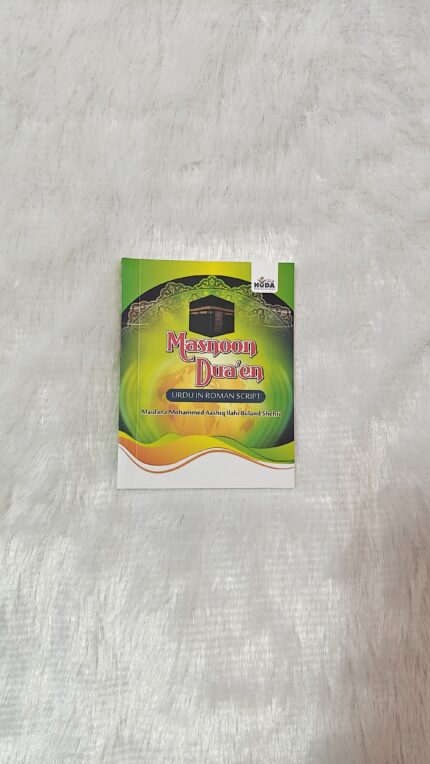 HUDA
Masnoon
Dua'en
URDU IN ROMAN SCRIPT
Maulana Mohammed Aashiq Ilahi Buland Shehri